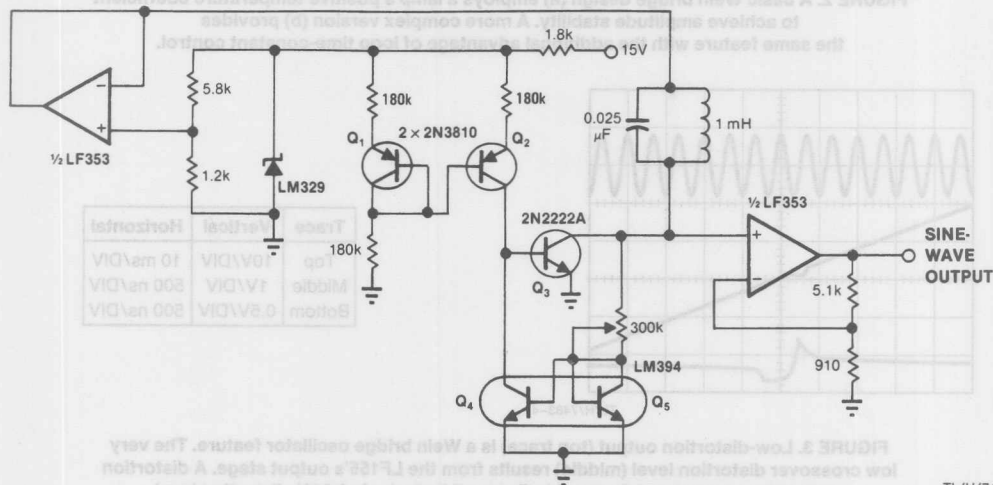 FIGURE 2. A basic Wein bridge design (a) employs a lamp's positive temperature coefficient
to achieve amplitude stability. A more complex version (b) provides
the same feature with the additional advantage of loop time-constant control.
1.8k
15V
5.8k
180k
180k
0.025
µF
1 mH
½ LF353
Q1
2 × 2N3810
Q2
1.2k
LM329
180k
2N2222A
Q3
½ LF353
SINE-
WAVE
OUTPUT
5.1k
300k
910
LM394
Q4
Q5
Trace Vertical Horizontal
Top 10V/DIV 10 ms/DIV
Middle 1V/DIV 500 ns/DIV
Bottom 0.5V/DIV 500 ns/DIV
FIGURE 3. Low-distortion output (top trace) is a Wein bridge oscillator feature. The very
low crossover distortion level (middle) results from the LF155's output stage. A distortion